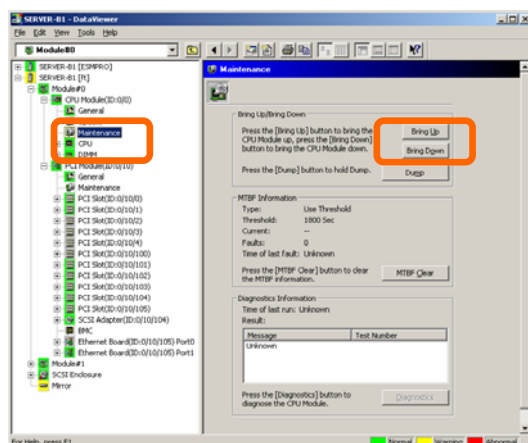 SERVER-B1 - DataViewer
File Edit View Tools Help
Module#0
SERVER-B1 [ESMPRO]
SERVER-B1 [ft]
Module#0
CPU Module(ID:0/0)
General
Maintenance
CPU
DIMM
PCI Module(ID:0/10)
General
Maintenance
PCI Slot(ID:0/10/0)
PCI Slot(ID:0/10/1)
PCI Slot(ID:0/10/2)
PCI Slot(ID:0/10/3)
PCI Slot(ID:0/10/4)
PCI Slot(ID:0/10/100)
PCI Slot(ID:0/10/101)
PCI Slot(ID:0/10/102)
PCI Slot(ID:0/10/103)
PCI Slot(ID:0/10/104)
PCI Slot(ID:0/10/105)
SCSI Adapter(ID:0/10/104)
BMC
Ethernet Board(ID:0/10/105) Port0
Ethernet Board(ID:0/10/105) Port1
Module#1
SCSI Enclosure
Mirror
Maintenance
Bring Up/Bring Down
Press the [Bring Up] button to bring the
CPU Module up, press the [Bring Down]
button to bring the CPU Module down.
Bring Up
Bring Down
Press the [Dump] button to hold Dump.
Dump
MTBF Information
Type: Use Threshold
Threshold: 1800 Sec
Current: --
Faults: 0
Time of last fault: Unknown
Press the [MTBF Clear] button to clear
the MTBF information.
MTBF Clear
Diagnostics Information
Time of last run: Unknown
Result:
Message Test Number
Unknown
Press the [Diagnostics] button to
diagnose the CPU Module.
Diagnostics
For Help, press F1
Normal Warning Abnormal